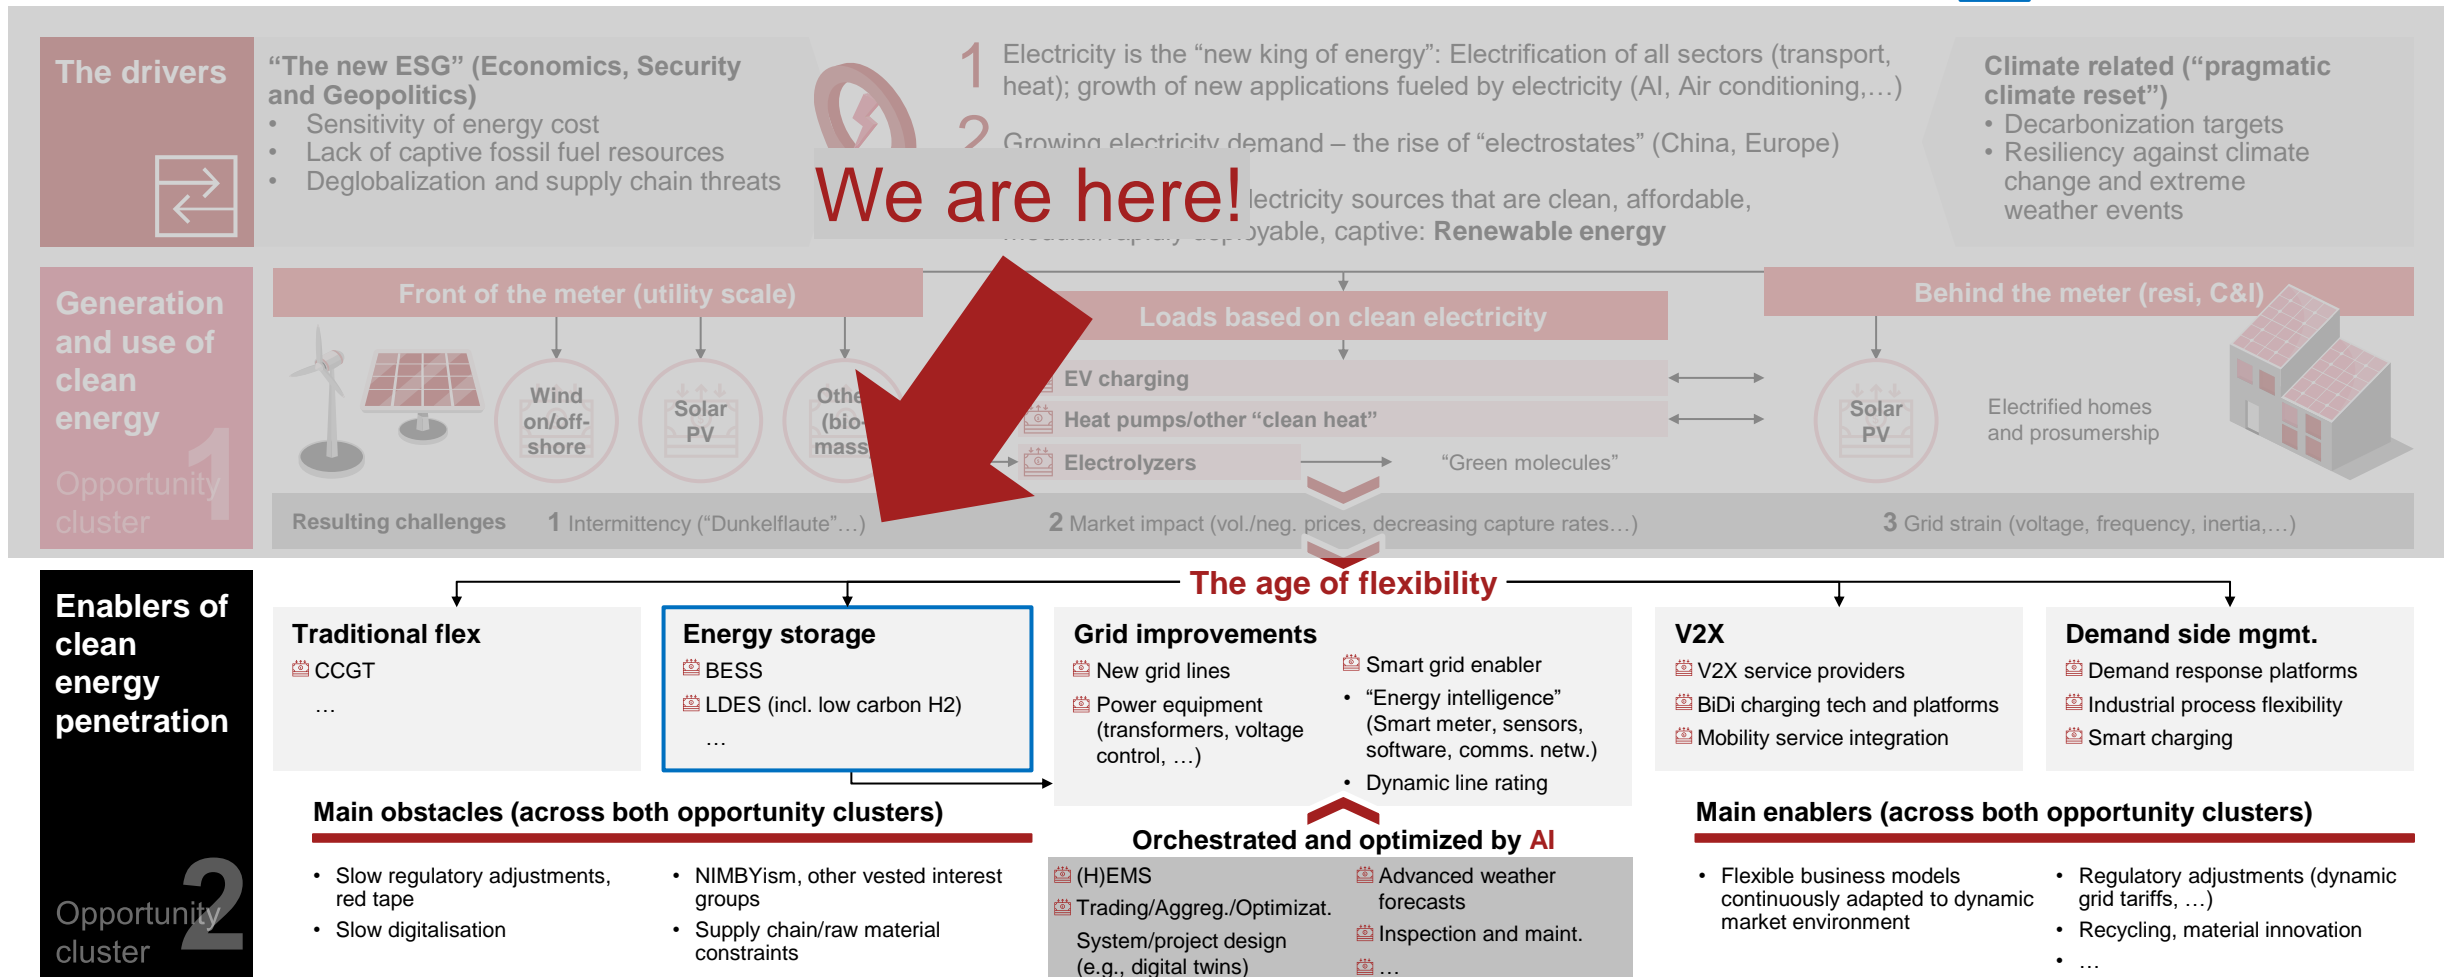 The drivers
“The new ESG” (Economics, Security
and Geopolitics)
• Sensitivity of energy cost
• Lack of captive fossil fuel resources
• Deglobalization and supply chain threats
1 Electricity is the “new king of energy”: Electrification of all sectors (transport,
heat); growth of new applications fueled by electricity (AI, Air conditioning,…)
2 Growing electricity demand – the rise of “electrostates” (China, Europe)
We are here!
lectricity sources that are clean, affordable,
captive: Renewable energy
Climate related (“pragmatic
climate reset”)
• Decarbonization targets
• Resiliency against climate
change and extreme
weather events
Generation
and use of
clean
energy
Opportunity
cluster
1
Front of the meter (utility scale)
Wind
on/off-
shore
Solar
PV
Othe
(bio-
mass
Loads based on clean electricity
EV charging
Heat pumps/other “clean heat”
Electrolyzers
“Green molecules”
Behind the meter (resi, C&I)
Solar
PV
Electrified homes
and prosumership
Resulting challenges
1 Intermittency (“Dunkelflaute”…)
2 Market impact (vol./neg. prices, decreasing capture rates…)
3 Grid strain (voltage, frequency, inertia,…)
Enablers of
clean
energy
penetration
Opportunity
cluster
2
The age of flexibility
Traditional flex
CCGT
…
Energy storage
BESS
LDES (incl. low carbon H2)
…
Grid improvements
New grid lines
Power equipment
(transformers, voltage
control, …)
Smart grid enabler
• “Energy intelligence”
(Smart meter, sensors,
software, comms. netw.)
• Dynamic line rating
V2X
V2X service providers
BiDi charging tech and platforms
Mobility service integration
Demand side mgmt.
Demand response platforms
Industrial process flexibility
Smart charging
Main obstacles (across both opportunity clusters)
• Slow regulatory adjustments,
red tape
• Slow digitalisation
• NIMBYism, other vested interest
groups
• Supply chain/raw material
constraints
Orchestrated and optimized by AI
(H)EMS
Trading/Aggreg./Optimizat.
System/project design
(e.g., digital twins)
Advanced weather
forecasts
Inspection and maint.
…
Main enablers (across both opportunity clusters)
• Flexible business models
continuously adapted to dynamic
market environment
• Regulatory adjustments (dynamic
grid tariffs, …)
• Recycling, material innovation
• …